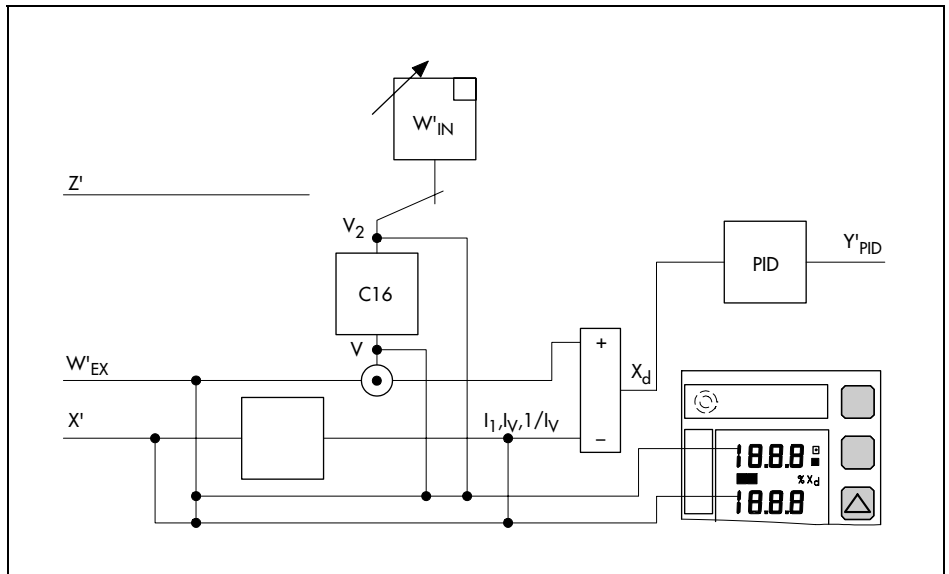 W'IN
Z'
V2
Y'PID
PID
C16
V
W'EX
+
Xd
X'
I1,IV,1/IV
−
18.8.8
% Xd
18.8.8